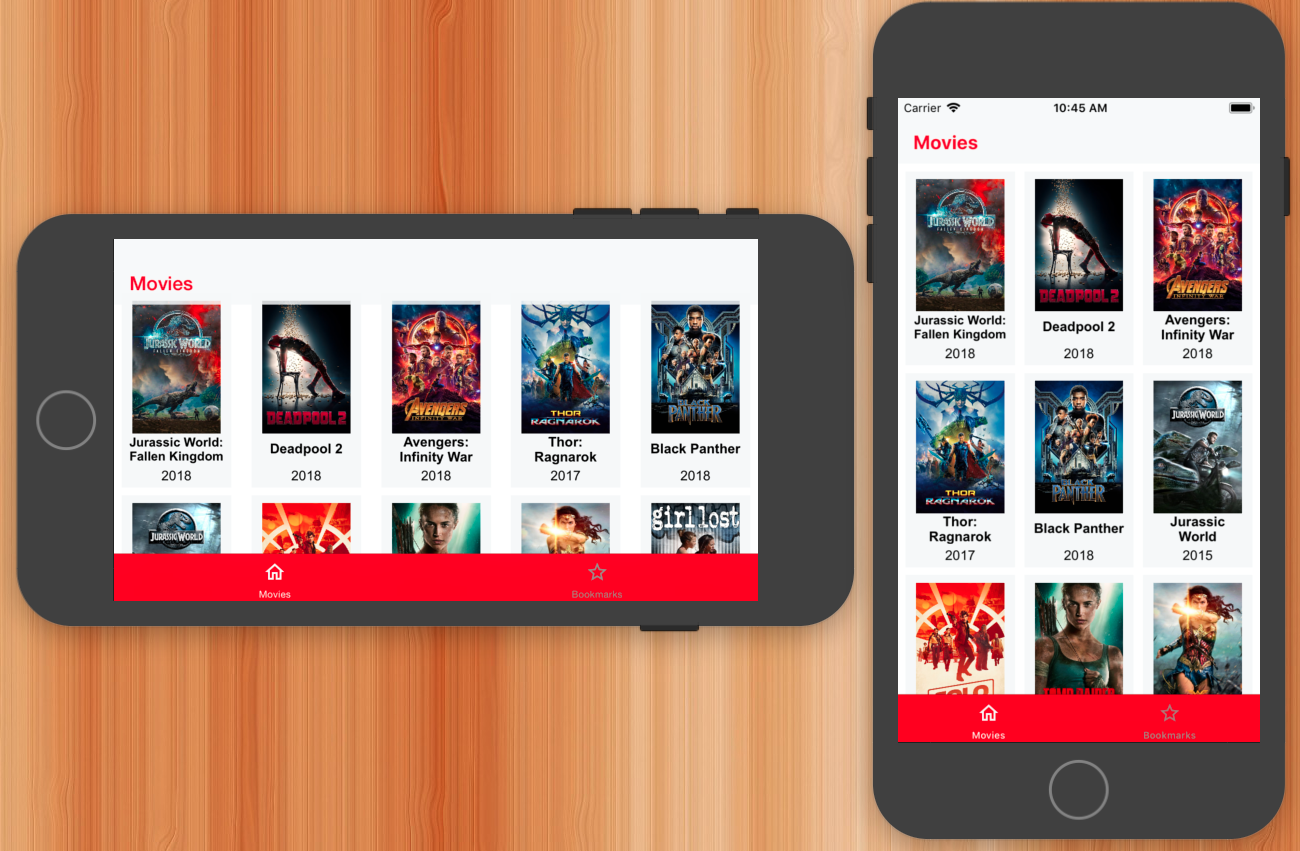 Movies
JURASSIC WORLD
FALLEN KINGDOM
DEADPOOL 2
AVENGERS
INFINITY WAR
THOR
RAGNAROK
BLACK
PANTHER
Jurassic World:
Fallen Kingdom
2018
Deadpool 2
2018
Avengers:
Infinity War
2018
Thor:
Ragnarok
2017
Black Panther
2018
JURASSIC WORLD
girl lost
Movies
Bookmarks
Carrier
10:45 AM
Movies
JURASSIC WORLD
FALLEN KINGDOM
DEADPOOL 2
AVENGERS
INFINITY WAR
Jurassic World:
Fallen Kingdom
2018
Deadpool 2
2018
Avengers:
Infinity War
2018
THOR
RAGNAROK
BLACK
PANTHER
JURASSIC WORLD
Thor:
Ragnarok
2017
Black Panther
2018
Jurassic
World
2015
SOLO
TOMB RAIDER
Movies
Bookmarks